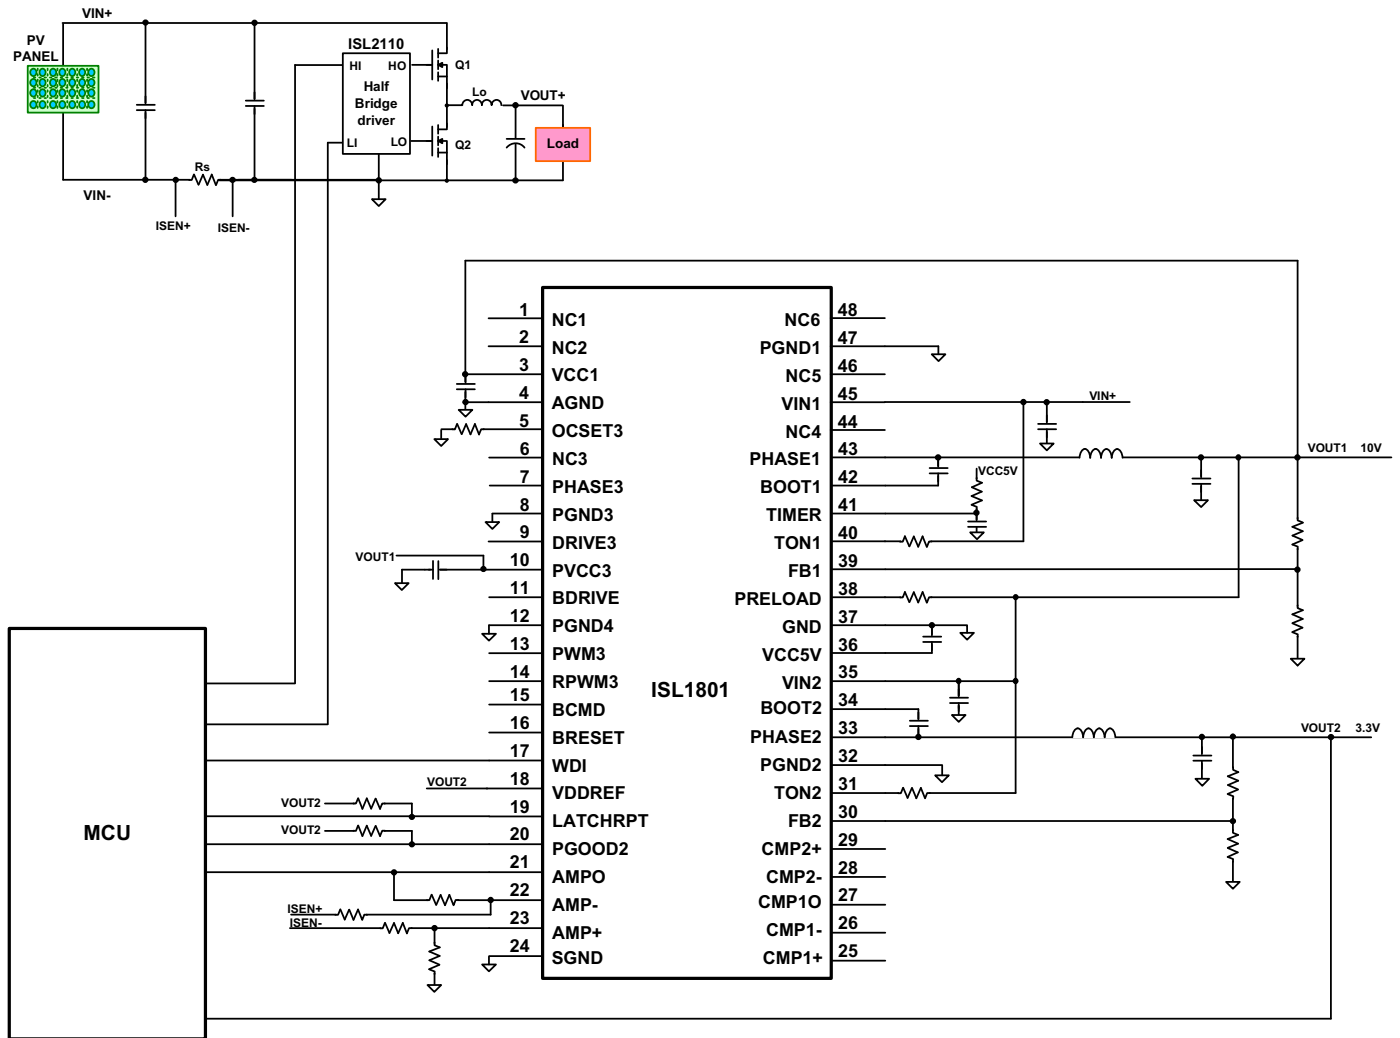 VIN+
PV
PANEL
ISL2110
HI
HO
Q1
Half
Bridge
driver
Lo
VOUT+
LI
LO
Q2
Load
Rs
VIN-
ISEN+
ISEN-
1
NC1
2
NC2
3
VCC1
4
AGND
5
OCSET3
6
NC3
7
PHASE3
8
PGND3
9
DRIVE3
VOUT1
10
PVCC3
11
BDRIVE
12
PGND4
13
PWM3
14
RPWM3
15
BCMD
16
BRESET
17
WDI
VOUT2
18
VDDREF
VOUT2
19
LATCHRPT
VOUT2
20
PGOOD2
21
AMPO
22
AMP-
ISEN+
23
ISEN-
AMP+
24
SGND
MCU
ISL1801
48
NC6
47
PGND1
46
NC5
45
VIN1
VIN+
44
NC4
43
PHASE1
VOUT1 10V
42
BOOT1
VCC5V
41
TIMER
40
TON1
39
FB1
38
PRELOAD
37
GND
36
VCC5V
35
VIN2
34
BOOT2
33
PHASE2
VOUT2 3.3V
32
PGND2
31
TON2
30
FB2
29
CMP2+
28
CMP2-
27
CMP1O
26
CMP1-
25
CMP1+